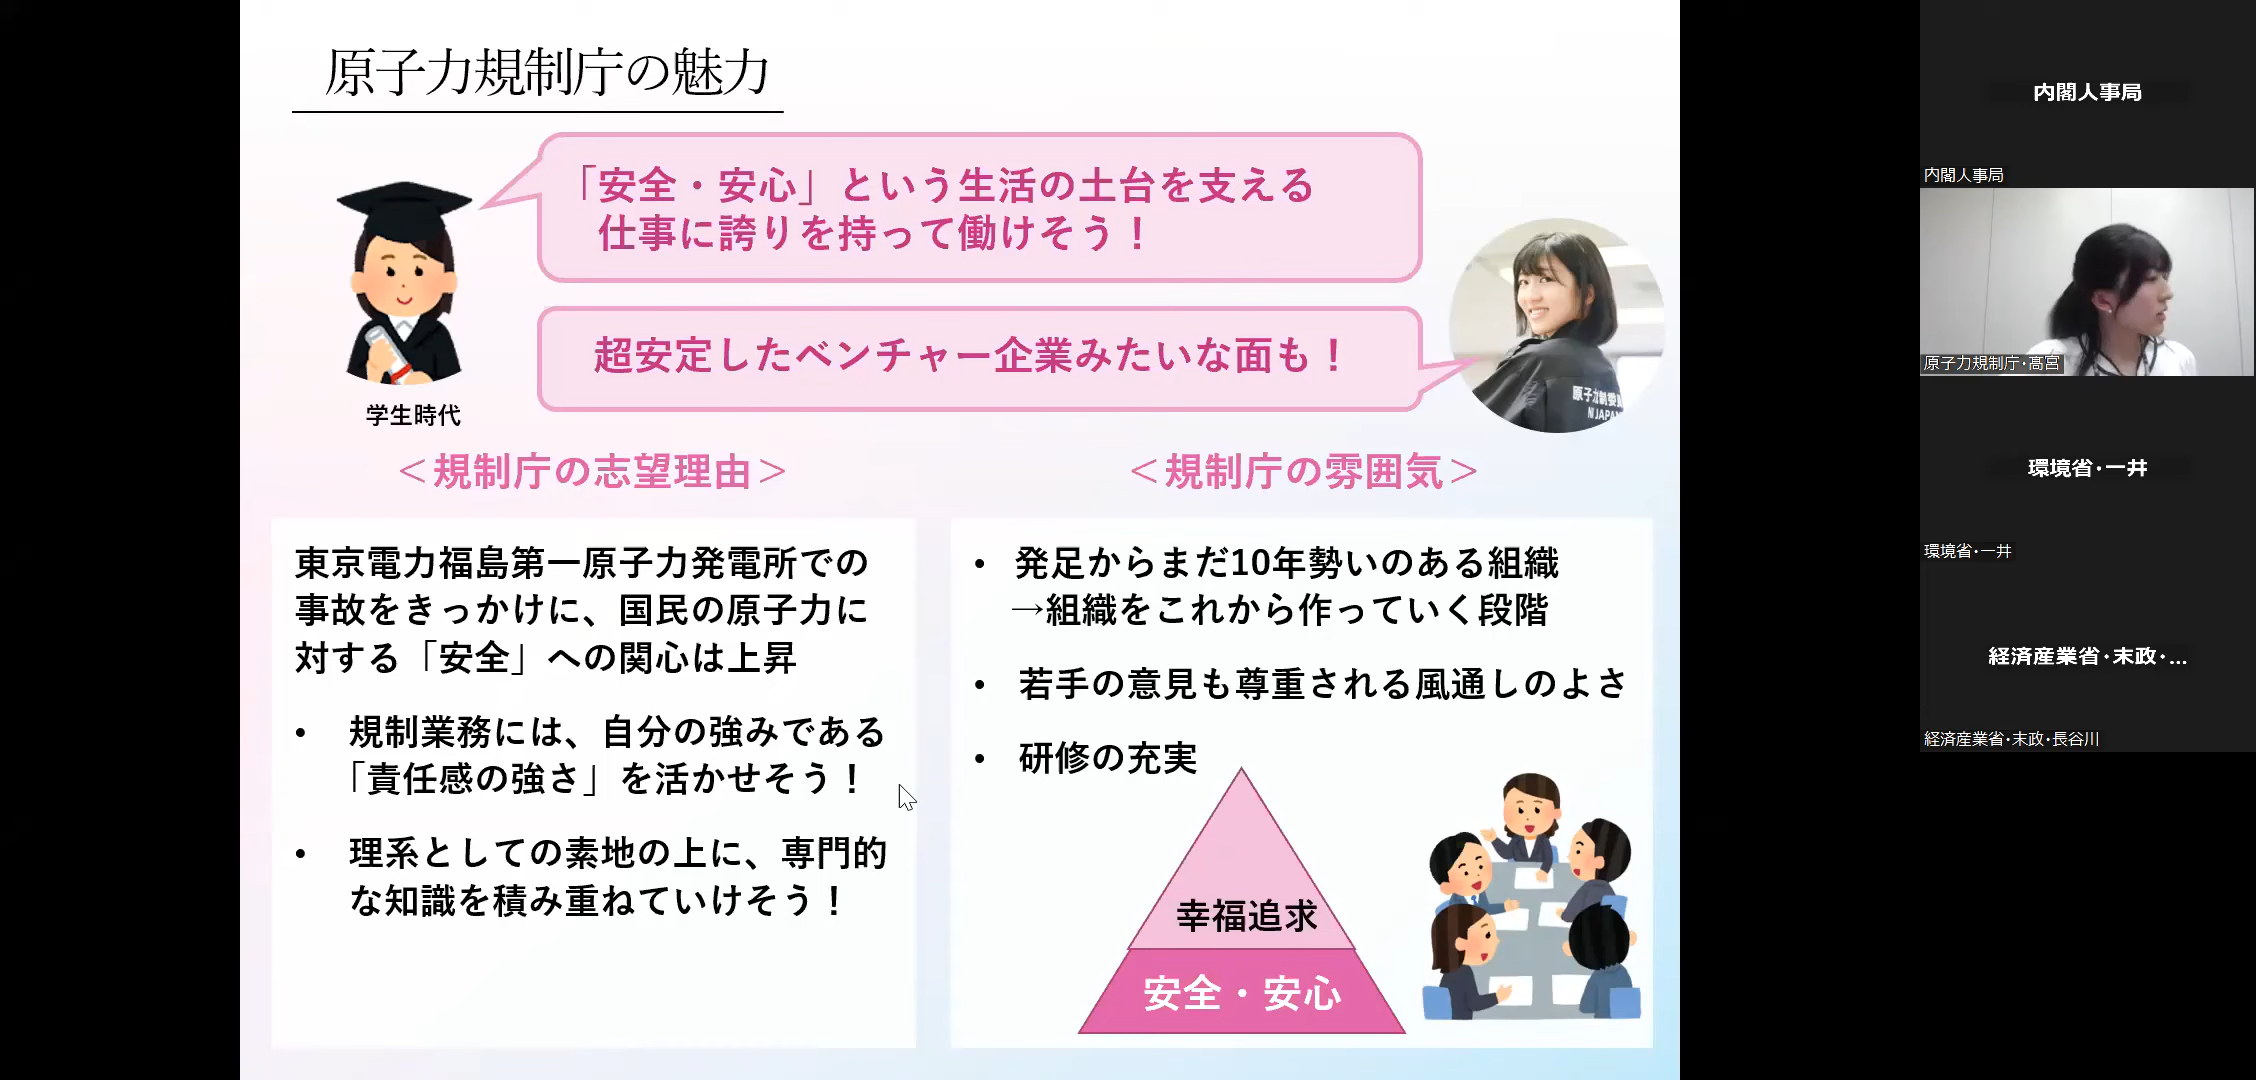 原子力規制庁の魅力
「安全・安心」という生活の土台を支える
仕事に誇りを持って働けそう！
超安定したベンチャー企業みたいな面も！
学生時代
＜規制庁の志望理由＞
東京電力福島第一原子力発電所での
事故をきっかけに、国民の原子力に
対する「安全」への関心は上昇
• 規制業務には、自分の強みである
「責任感の強さ」を活かせそう！
• 理系としての素地の上に、専門的
な知識を積み重ねていけそう！
＜規制庁の雰囲気＞
• 発足からまだ10年勢いのある組織
→組織をこれから作っていく段階
• 若手の意見も尊重される風通しのよさ
• 研修の充実
幸福追求
安全・安心
内閣人事局
内閣人事局
原子力規制庁・髙宮
環境省・一井
環境省・一井
経済産業省・末政・...
経済産業省・末政・長谷川